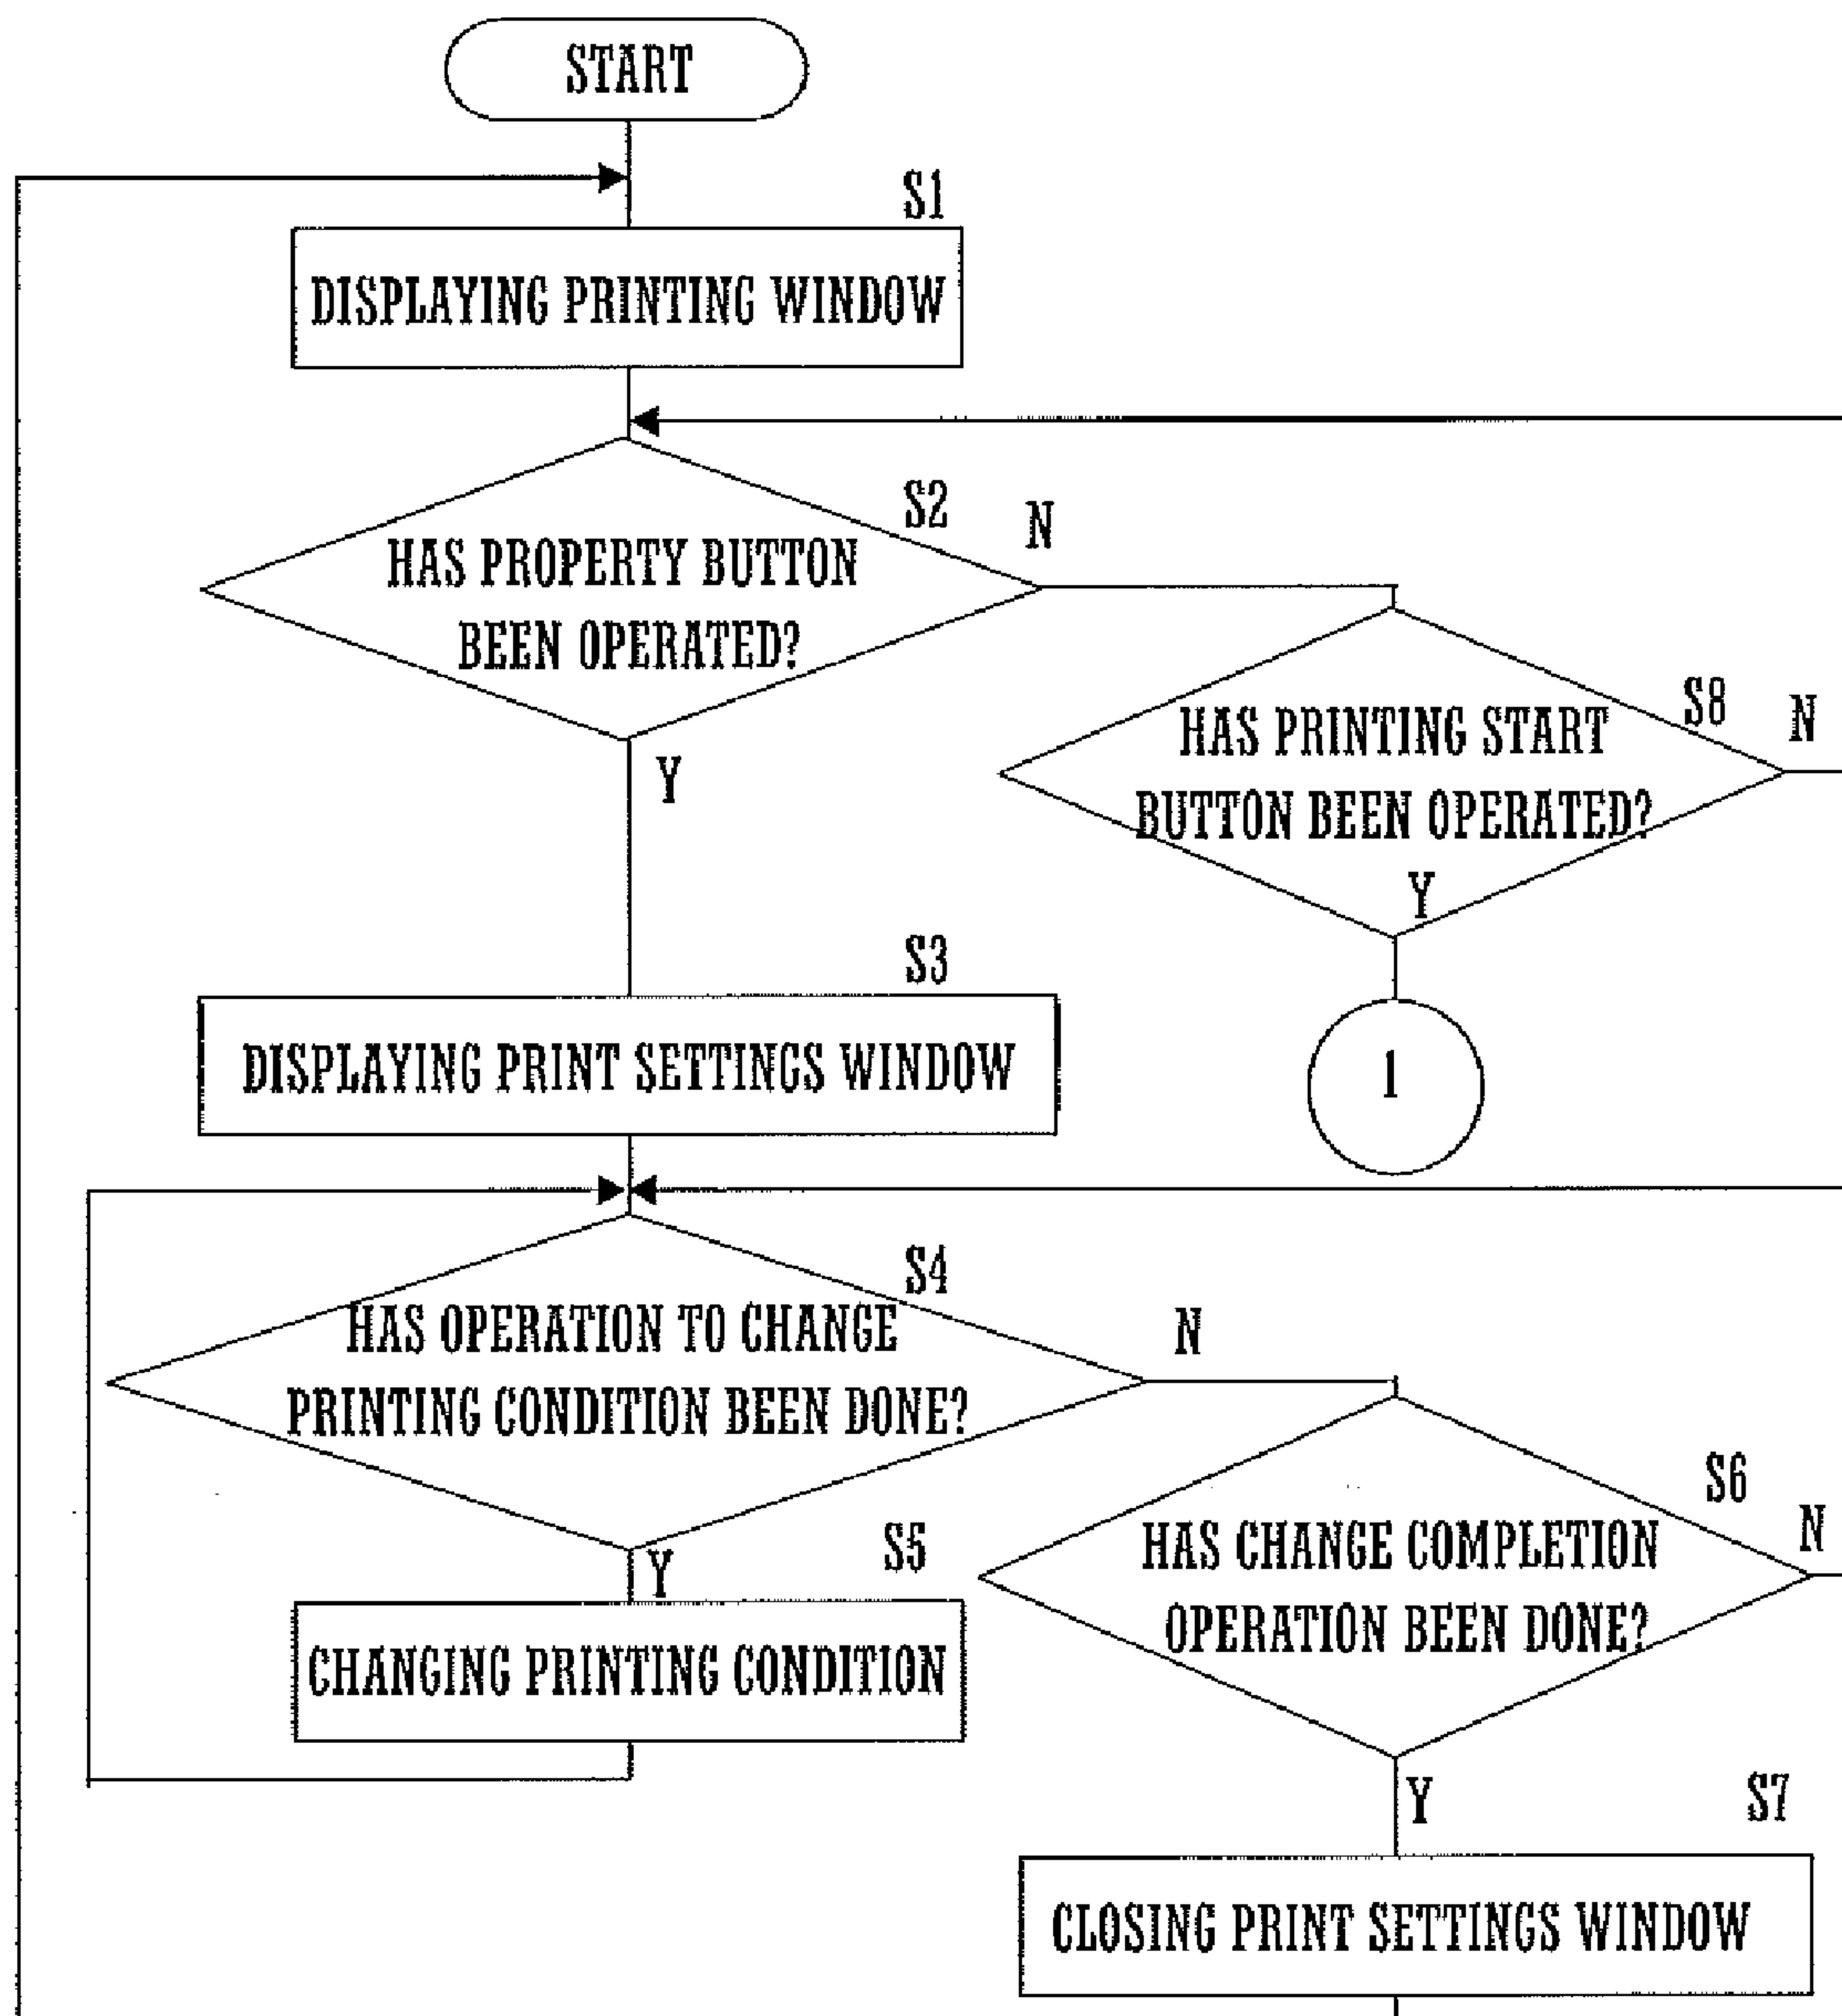 START
S1
DISPLAYING PRINTING WINDOW
S2
N
HAS PROPERTY BUTTON
BEEN OPERATED?
Y
S8
N
HAS PRINTING START
BUTTON BEEN OPERATED?
Y
1
S3
DISPLAYING PRINT SETTINGS WINDOW
S4
HAS OPERATION TO CHANGE
PRINTING CONDITION BEEN DONE?
N
Y
S5
CHANGING PRINTING CONDITION
S6
N
HAS CHANGE COMPLETION
OPERATION BEEN DONE?
Y
S7
CLOSING PRINT SETTINGS WINDOW